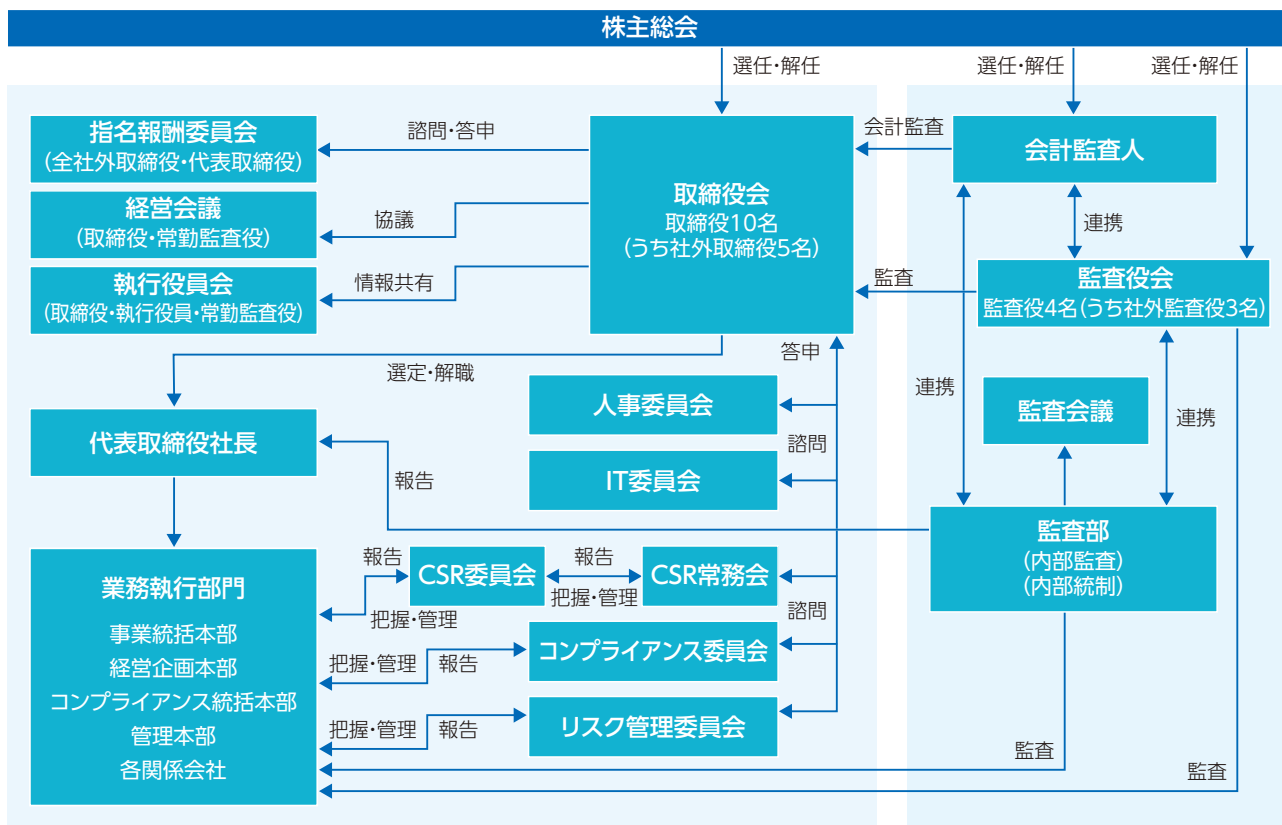 株主総会
選任・解任
選任・解任
選任・解任
指名報酬委員会
(全社外取締役・代表取締役)
諮問・答申
取締役会
取締役10名
(うち社外取締役5名)
会計監査
会計監査人
経営会議
(取締役・常勤監査役)
協議
連携
執行役員会
(取締役・執行役員・常勤監査役)
情報共有
監査
監査役会
監査役4名(うち社外監査役3名)
選定・解職
答申
人事委員会
連携
監査会議
連携
代表取締役社長
報告
諮問
IT委員会
監査部
(内部監査)
(内部統制)
業務執行部門
事業統括本部
経営企画本部
コンプライアンス統括本部
管理本部
各関係会社
報告
把握・管理
CSR委員会
報告
把握・管理
CSR常務会
諮問
把握・管理
報告
コンプライアンス委員会
把握・管理
報告
リスク管理委員会
監査
監査